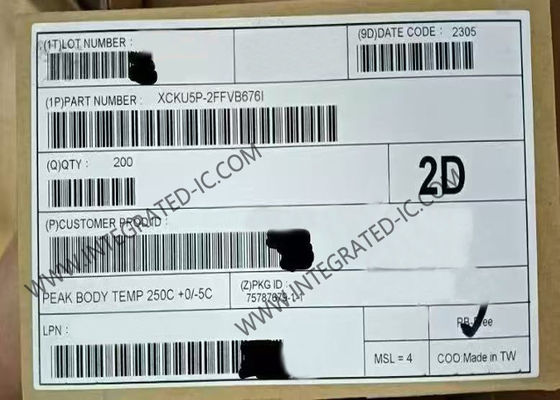 (1T)LOT NUMBER :
(9D)DATE CODE : 2305
(1P)PART NUMBER : XCKU5P-2FFVB676I
(Q)QTY : 200
2D
(P)CUSTOMER PROD ID :
PEAK BODY TEMP 250C +0/-5C
(Z)PKG ID :
LPN :
PB-Free
MSL = 4
COO:Made in TW
WWW.INTEGRATED-IC.COM
WWW.INTEGRATED-IC.COM